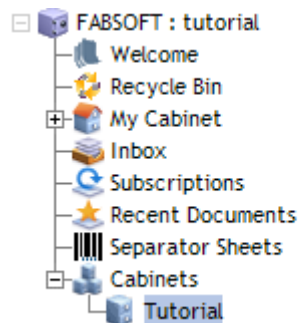 FABSOFT : tutorial
Welcome
Recycle Bin
My Cabinet
Inbox
Subscriptions
Recent Documents
Separator Sheets
Cabinets
Tutorial